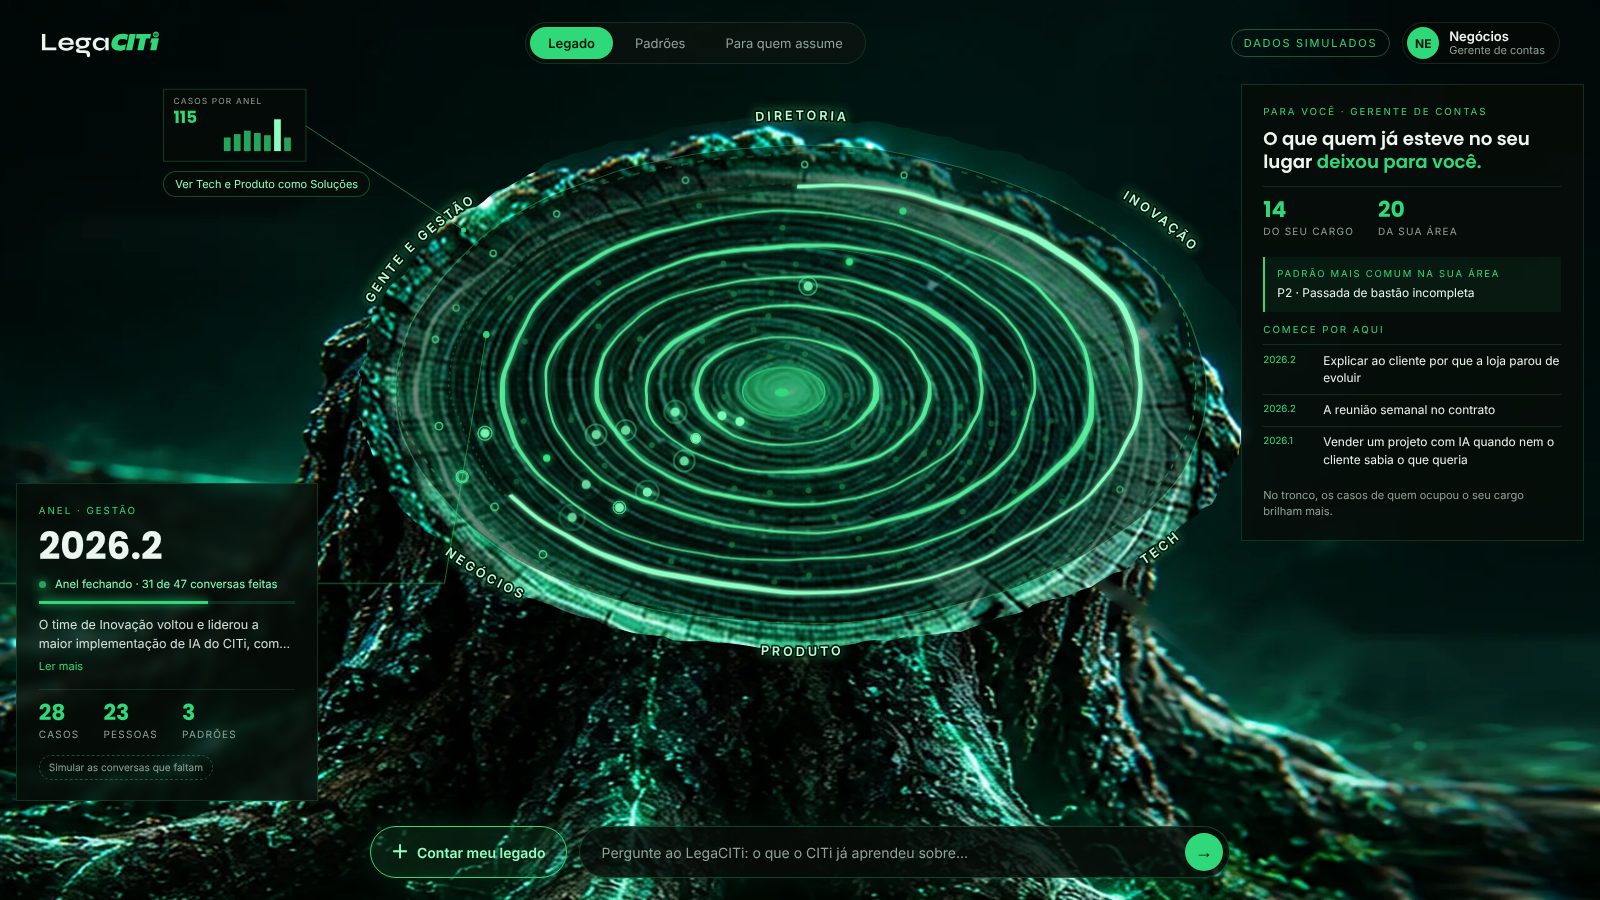 LegaCITi
Legado
Padrões
Para quem assume
DADOS SIMULADOS
NE
Negócios
Gerente de contas
CASOS POR ANEL
115
Ver Tech e Produto como Soluções
DIRETORIA
INOVAÇÃO
GENTE E GESTÃO
NEGÓCIOS
TECH
PRODUTO
PARA VOCÊ · GERENTE DE CONTAS
O que quem já esteve no seu
lugar deixou para você.
14
DO SEU CARGO
20
DA SUA ÁREA
PADRÃO MAIS COMUM NA SUA ÁREA
P2 · Passada de bastão incompleta
COMECE POR AQUI
2026.2
Explicar ao cliente por que a loja parou de
evoluir
2026.2
A reunião semanal no contrato
2026.1
Vender um projeto com IA quando nem o
cliente sabia o que queria
No tronco, os casos de quem ocupou o seu cargo
brilham mais.
ANEL · GESTÃO
2026.2
Anel fechando · 31 de 47 conversas feitas
O time de Inovação voltou e liderou a
maior implementação de IA do CITi, com...
Ler mais
28
CASOS
23
PESSOAS
3
PADRÕES
Simular as conversas que faltam
+ Contar meu legado
Pergunte ao LegaCITi: o que o CITi já aprendeu sobre...
→